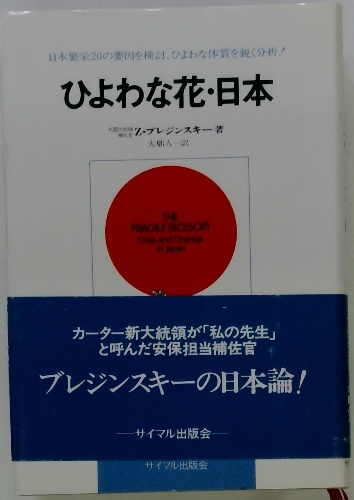 日本繁栄20の要因を検討、ひよわな体質を鋭く分析!
ひよわな花・日本
Z・ブレジンスキー著
大朏人一訳
THE
FRAGILE BLOSSOM
Crisis and Change
in Japan
カーター新大統領が「私の先生」
と呼んだ安保担当補佐官
ブレジンスキーの日本論!
―サイマル出版会―
サイマル出版会